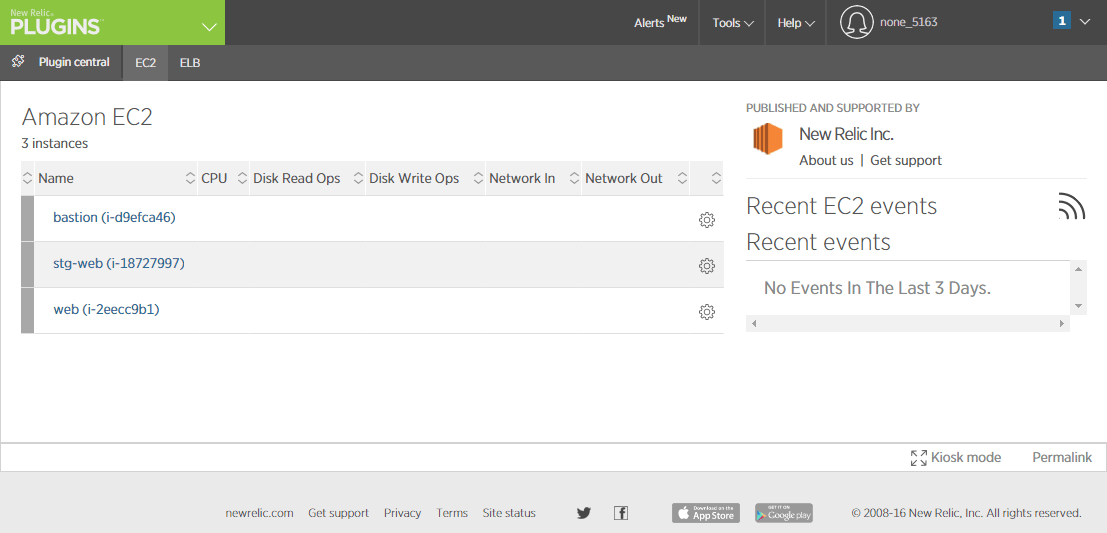 New Relic®
PLUGINS™
Alerts New
Tools
Help
none_5163
1
Plugin central
EC2
ELB
Amazon EC2
3 instances
Name
CPU
Disk Read Ops
Disk Write Ops
Network In
Network Out
bastion (i-d9efca46)
stg-web (i-18727997)
web (i-2eecc9b1)
PUBLISHED AND SUPPORTED BY
New Relic Inc.
About us | Get support
Recent EC2 events
Recent events
No Events In The Last 3 Days.
Kiosk mode
Permalink
newrelic.com
Get support
Privacy
Terms
Site status
Download on the
App Store
GET IT ON
Google play
© 2008-16 New Relic, Inc. All rights reserved.